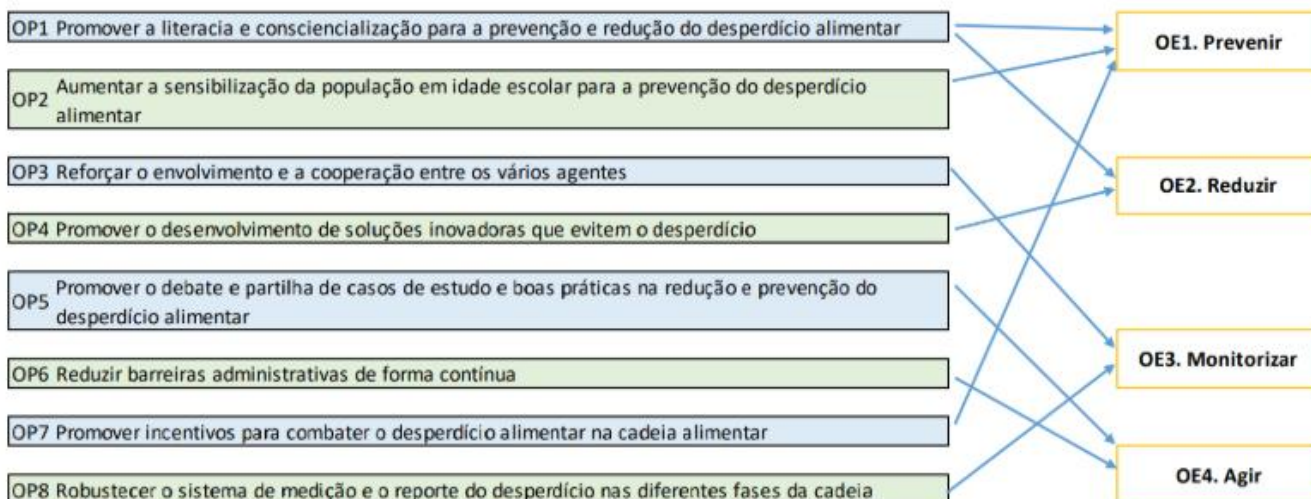 OP1 Promover a literacia e consciencialização para a prevenção e redução do desperdício alimentar
OP2 Aumentar a sensibilização da população em idade escolar para a prevenção do desperdício
alimentar
OP3 Reforçar o envolvimento e a cooperação entre os vários agentes
OP4 Promover o desenvolvimento de soluções inovadoras que evitem o desperdício
OP5 Promover o debate e partilha de casos de estudo e boas práticas na redução e prevenção do
desperdício alimentar
OP6 Reduzir barreiras administrativas de forma contínua
OP7 Promover incentivos para combater o desperdício alimentar na cadeia alimentar
OP8 Robustecer o sistema de medição e o reporte do desperdício nas diferentes fases da cadeia
OE1. Prevenir
OE2. Reduzir
OE3. Monitorizar
OE4. Agir